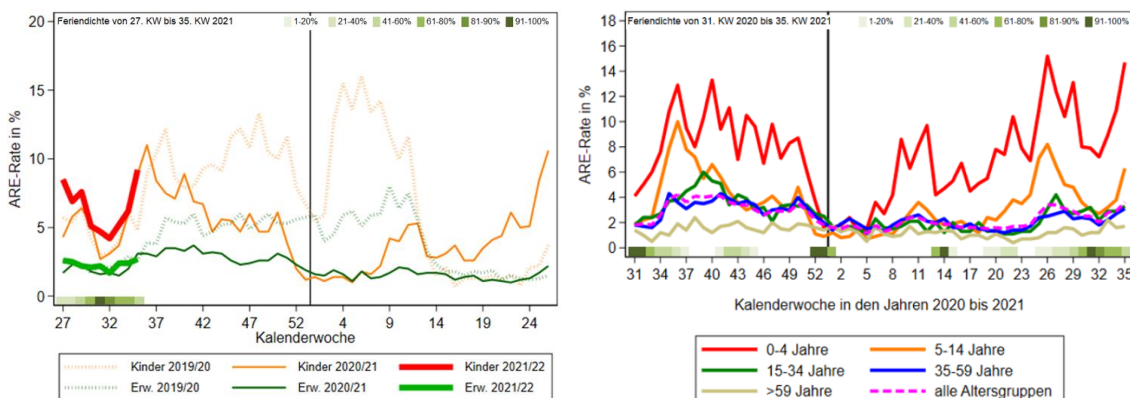 Feriendichte von 27. KW bis 35. KW 2021
1-20% 21-40% 41-60% 61-80% 81-90% 91-100%
ARE-Rate in %
20
15
10
5
0
27 32 37 42 47 52 4 9 14 19 24
Kalenderwoche
Kinder 2019/20 Kinder 2020/21 Kinder 2021/22
Erw. 2019/20 Erw. 2020/21 Erw. 2021/22
Feriendichte von 31. KW 2020 bis 35. KW 2021
1-20% 21-40% 41-60% 61-80% 81-90% 91-100%
ARE-Rate in %
18
16
14
12
10
8
6
4
2
0
31 34 37 40 43 46 49 52 2 5 8 11 14 17 20 23 26 29 32 35
Kalenderwoche in den Jahren 2020 bis 2021
0-4 Jahre 5-14 Jahre
15-34 Jahre 35-59 Jahre
>59 Jahre alle Altersgruppen